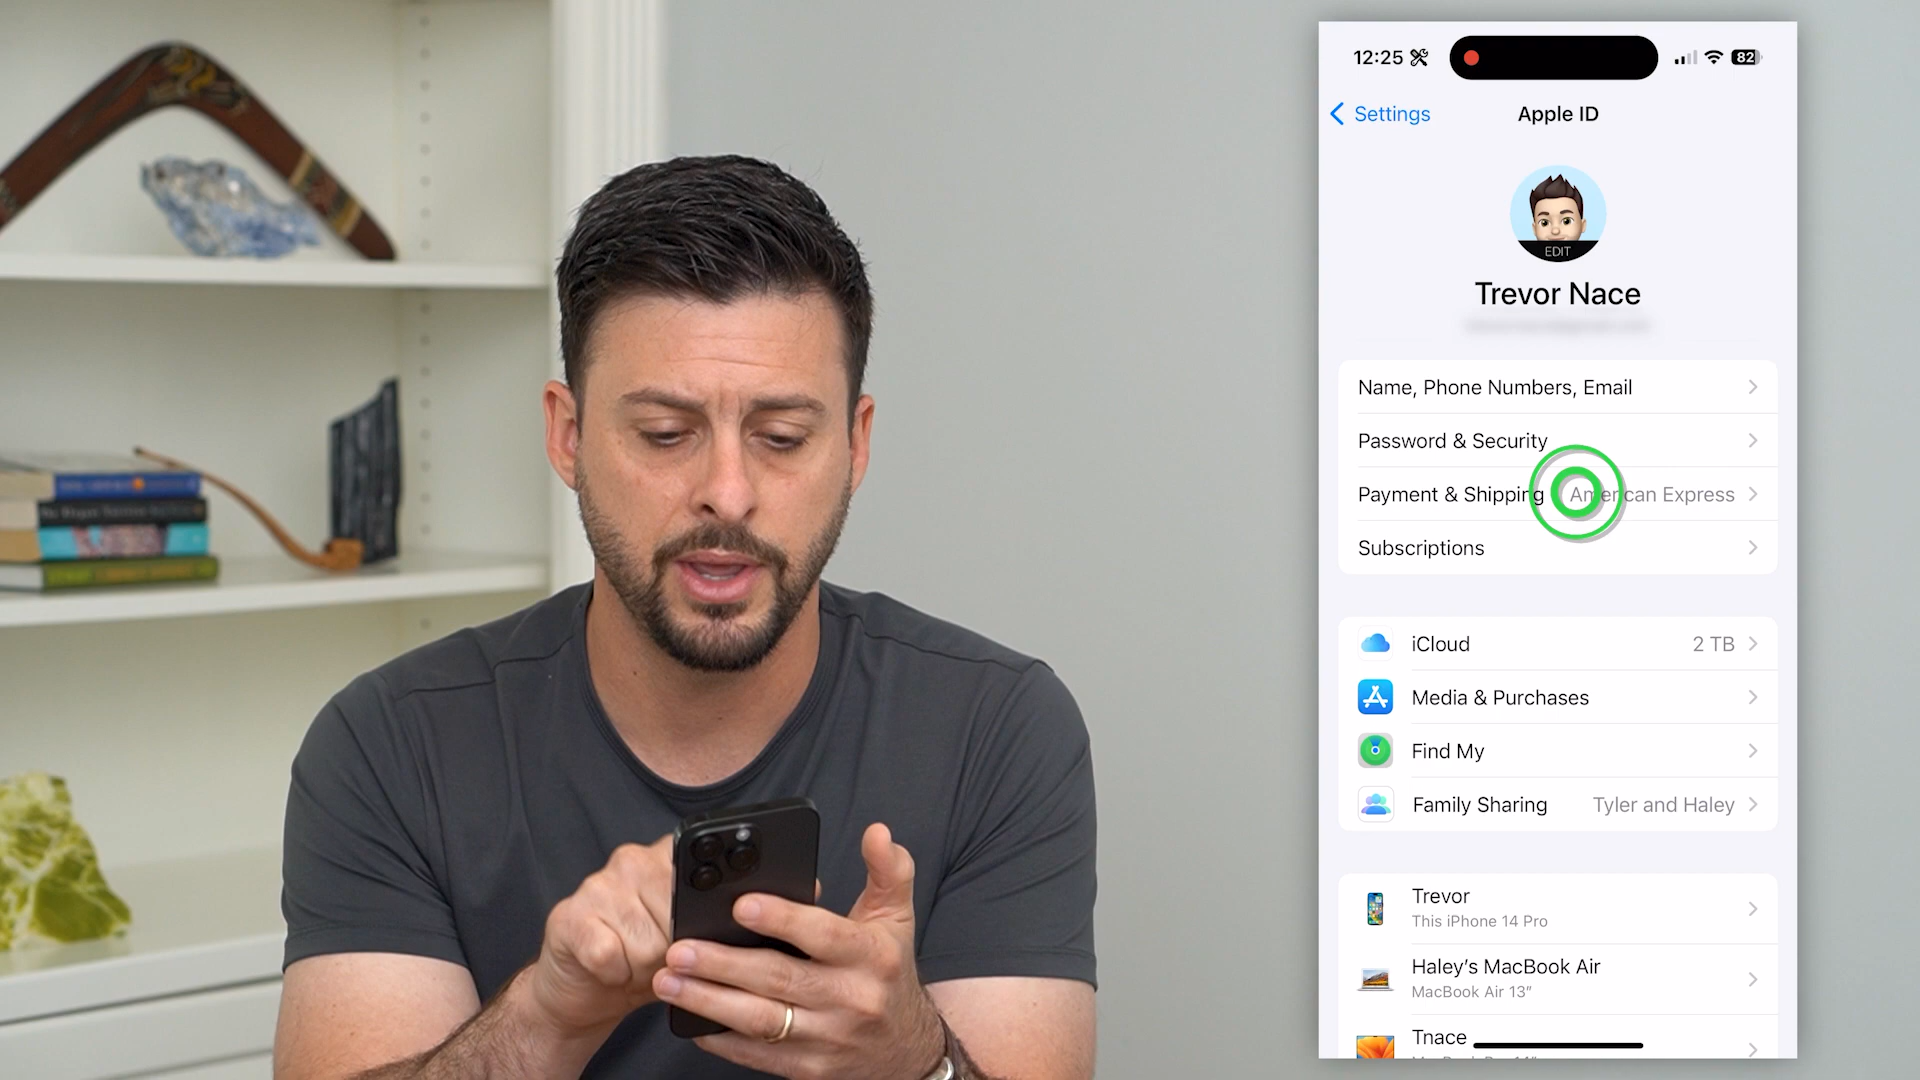 12:25
82
Settings
Apple ID
EDIT
Trevor Nace
Name, Phone Numbers, Email
Password & Security
Payment & Shipping American Express
Subscriptions
iCloud 2 TB
Media & Purchases
Find My
Family Sharing Tyler and Haley
Trevor
This iPhone 14 Pro
Haley’s MacBook Air
MacBook Air 13”
Tnace